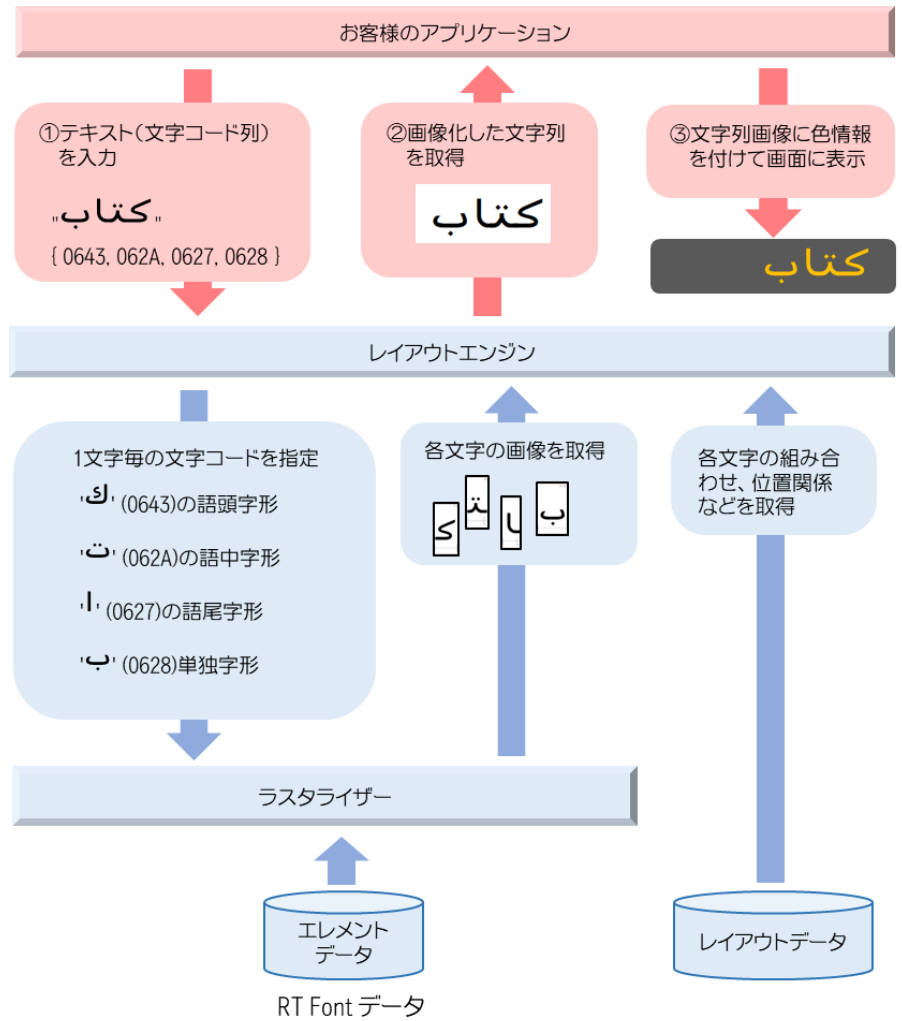 お客様のアプリケーション
①テキスト(文字コード列)
を入力
"كتاب"
{ 0643, 062A, 0627, 0628 }
②画像化した文字列
を取得
كتاب
③文字列画像に色情報
を付けて画面に表示
كتاب
レイアウトエンジン
1文字毎の文字コードを指定
'ك' (0643)の語頭字形
'ت' (062A)の語中字形
'ا' (0627)の語尾字形
'ب' (0628)単独字形
各文字の画像を取得
كـ ـتـ ـا ب
各文字の組み合
わせ、位置関係
などを取得
ラスタライザー
エレメント
データ
レイアウトデータ
RT Font データ